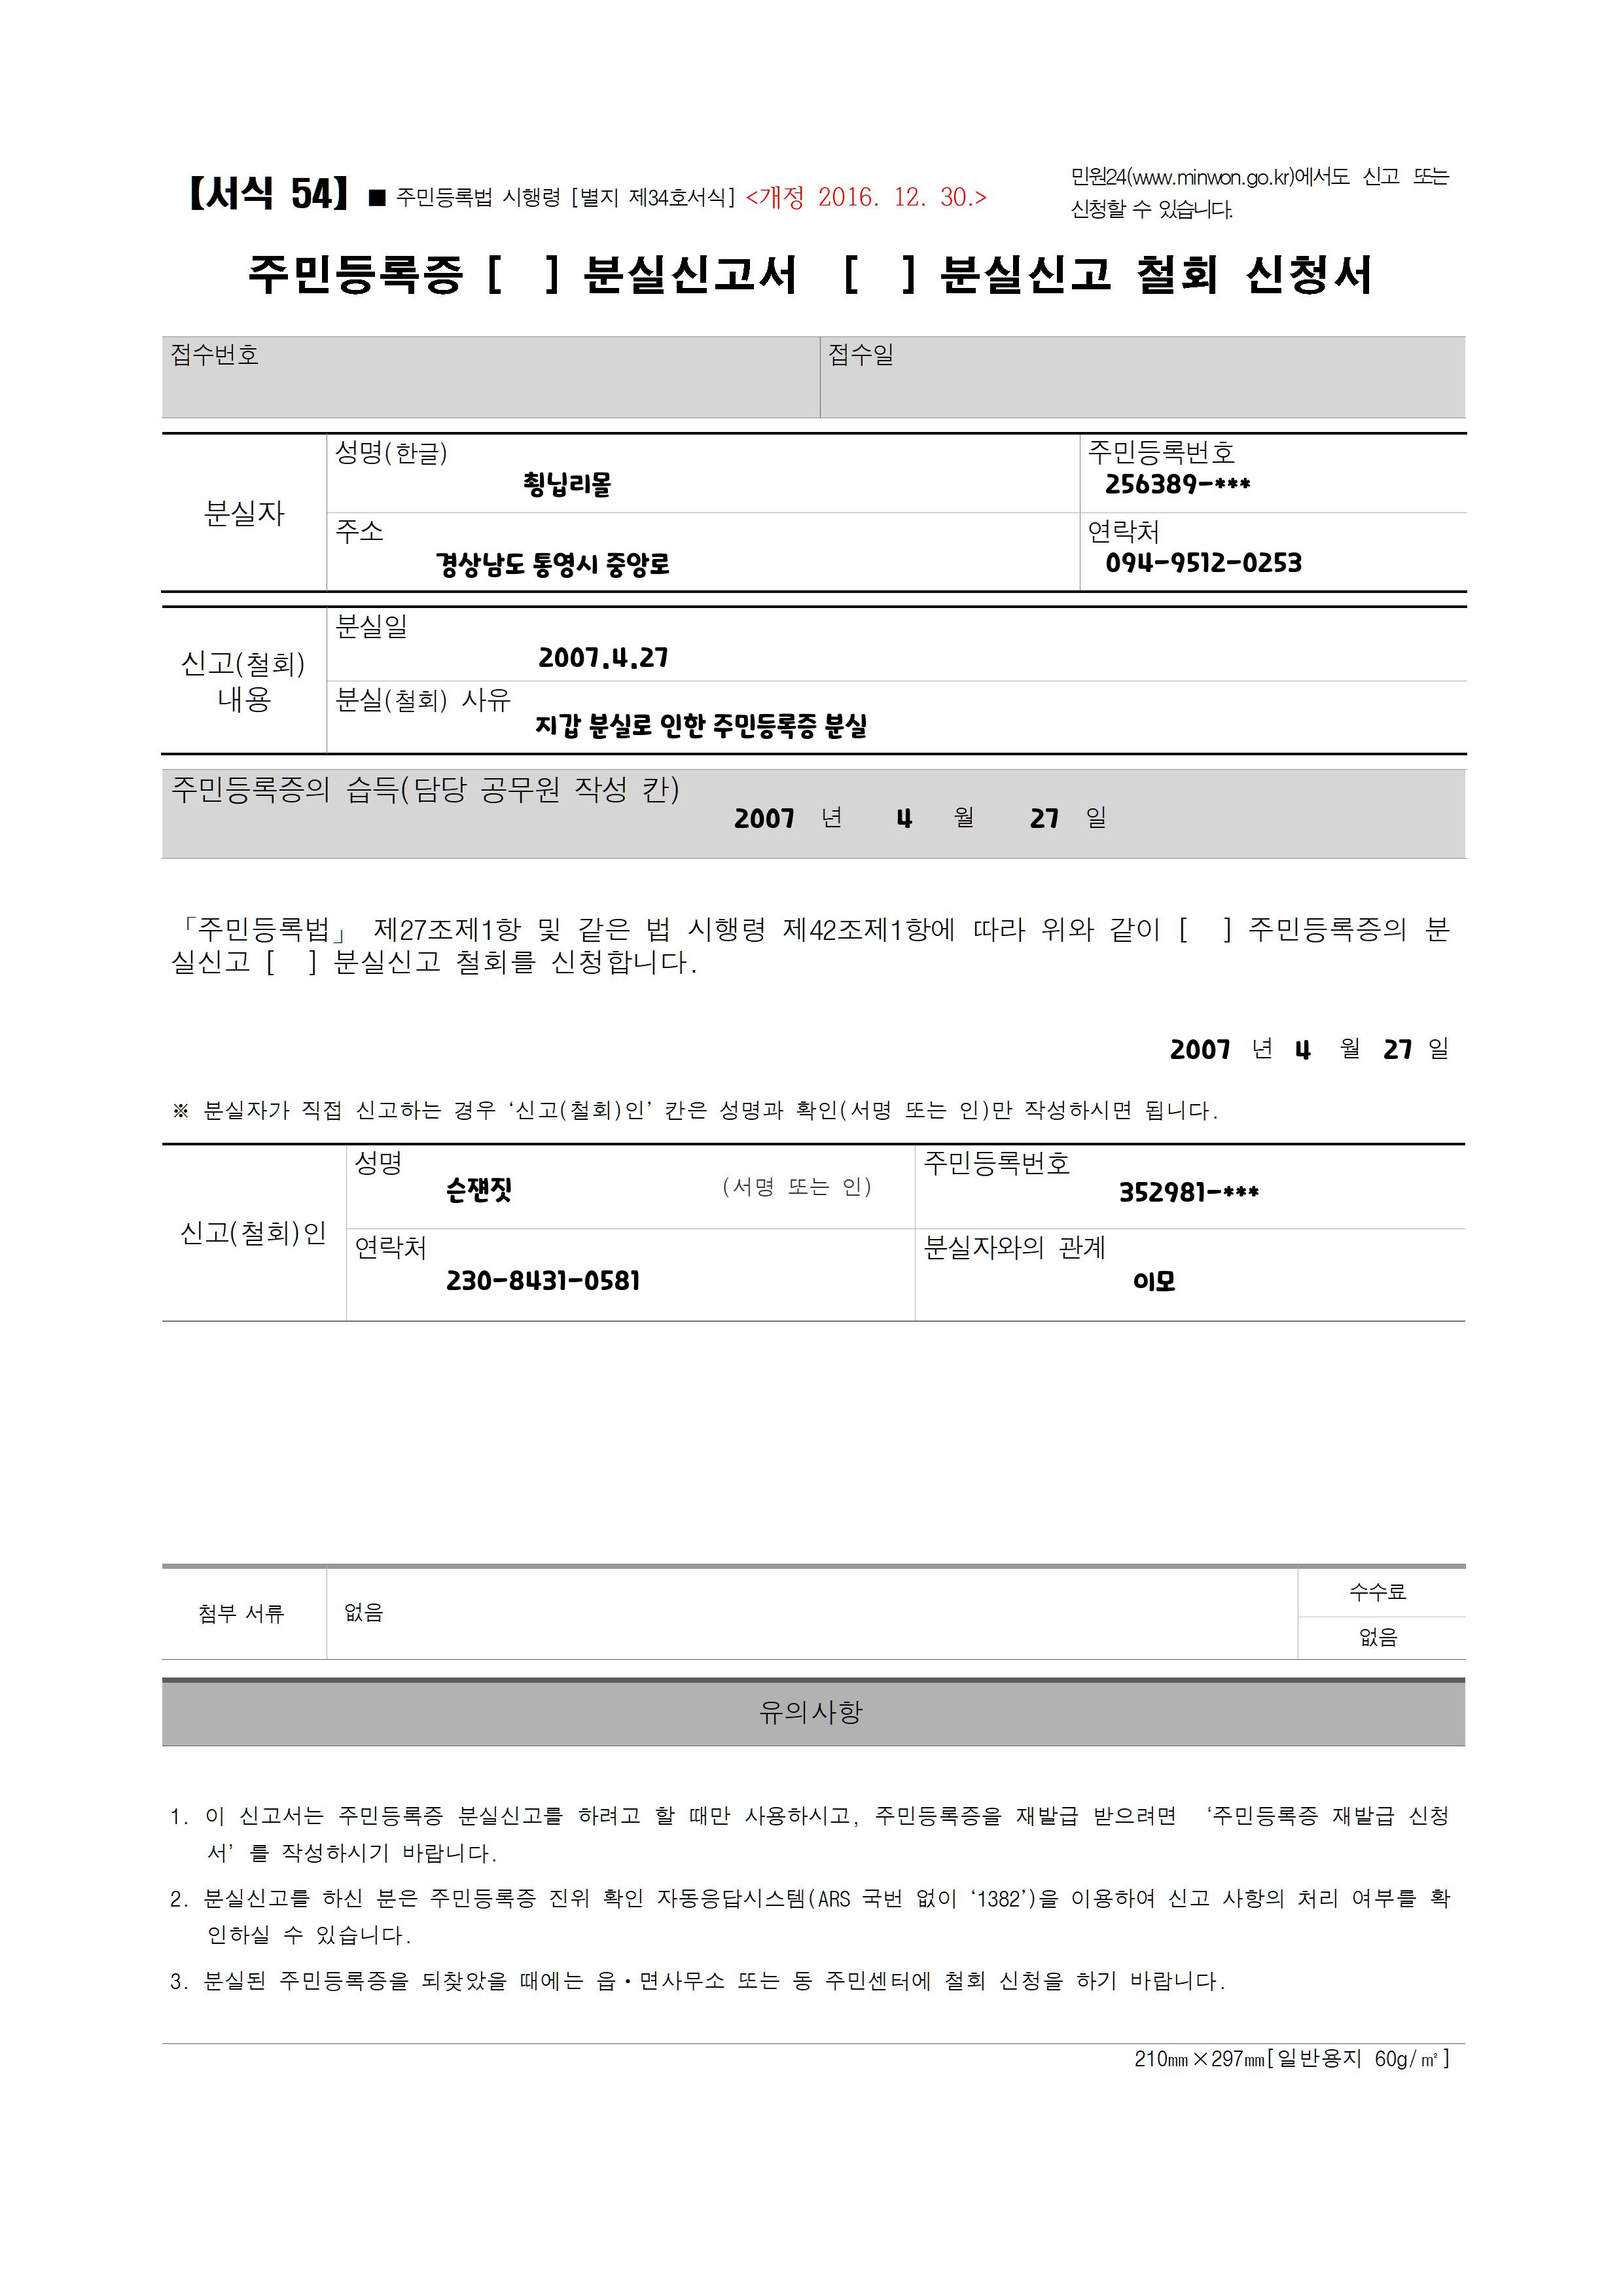 【서식 54】 ■ 주민등록법 시행령 [별지 제34호서식] <개정 2016. 12. 30.>
민원24(www.minwon.go.kr)에서도 신고 또는
신청할 수 있습니다.
주민등록증 [ ] 분실신고서 [ ] 분실신고 철회 신청서
접수번호 접수일
분실자
성명(한글) 주민등록번호
횡닙리몰 256389-***
주소 연락처
경상남도 통영시 중앙로 094-9512-0253
신고(철회)
내용
분실일
2007.4.27
분실(철회) 사유
지갑 분실로 인한 주민등록증 분실
주민등록증의 습득(담당 공무원 작성 칸)
2007 년 4 월 27 일
「주민등록법」 제27조제1항 및 같은 법 시행령 제42조제1항에 따라 위와 같이 [ ] 주민등록증의 분
실신고 [ ] 분실신고 철회를 신청합니다.
2007 년 4 월 27 일
※ 분실자가 직접 신고하는 경우 ‘신고(철회)인’ 칸은 성명과 확인(서명 또는 인)만 작성하시면 됩니다.
신고(철회)인
성명 주민등록번호
슨쟨짓 (서명 또는 인) 352981-***
연락처 분실자와의 관계
230-8431-0581 이모
첨부 서류 없음 수수료
없음
유의사항
1. 이 신고서는 주민등록증 분실신고를 하려고 할 때만 사용하시고, 주민등록증을 재발급 받으려면 ‘주민등록증 재발급 신청
서’를 작성하시기 바랍니다.
2. 분실신고를 하신 분은 주민등록증 진위 확인 자동응답시스템(ARS 국번 없이 ‘1382’)을 이용하여 신고 사항의 처리 여부를 확
인하실 수 있습니다.
3. 분실된 주민등록증을 되찾았을 때에는 읍·면사무소 또는 동 주민센터에 철회 신청을 하기 바랍니다.
210㎜×297㎜[일반용지 60g/㎡]